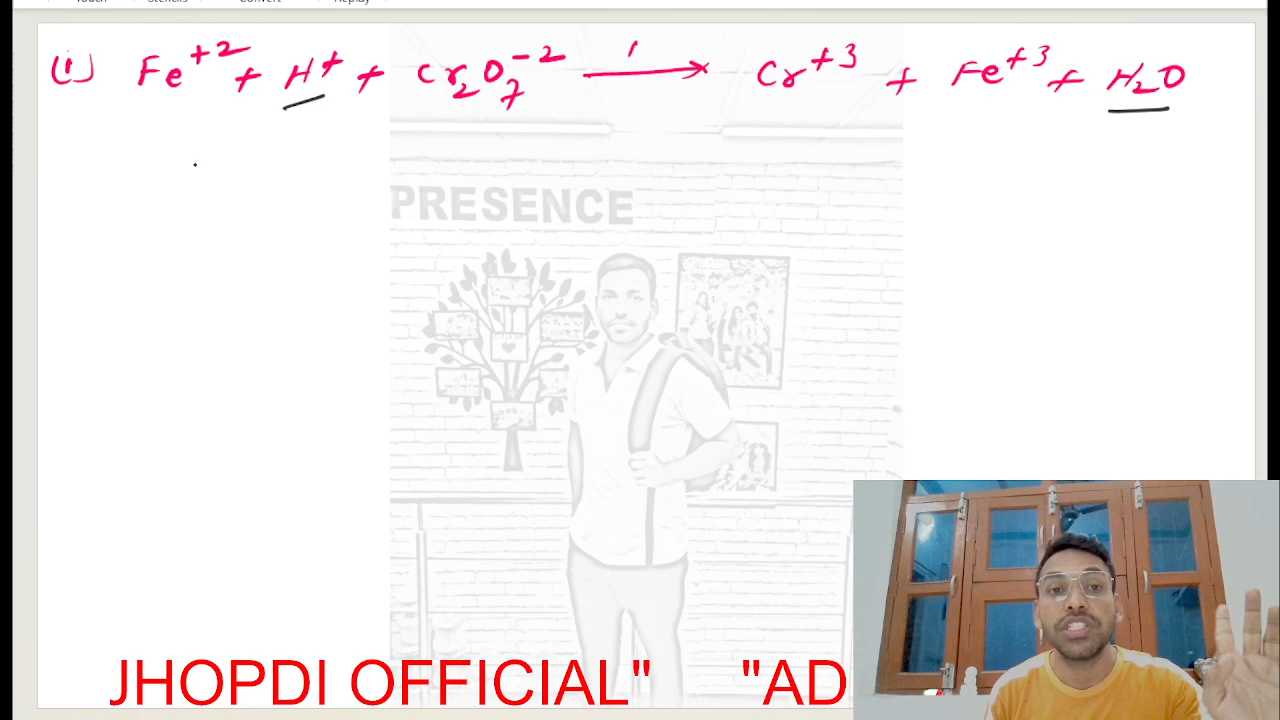 (1) Fe⁺² + H⁺ + Cr₂O₇⁻² → Cr⁺³ + Fe⁺³ + H₂O
PRESENCE
JHOPDI OFFICIAL" "AD